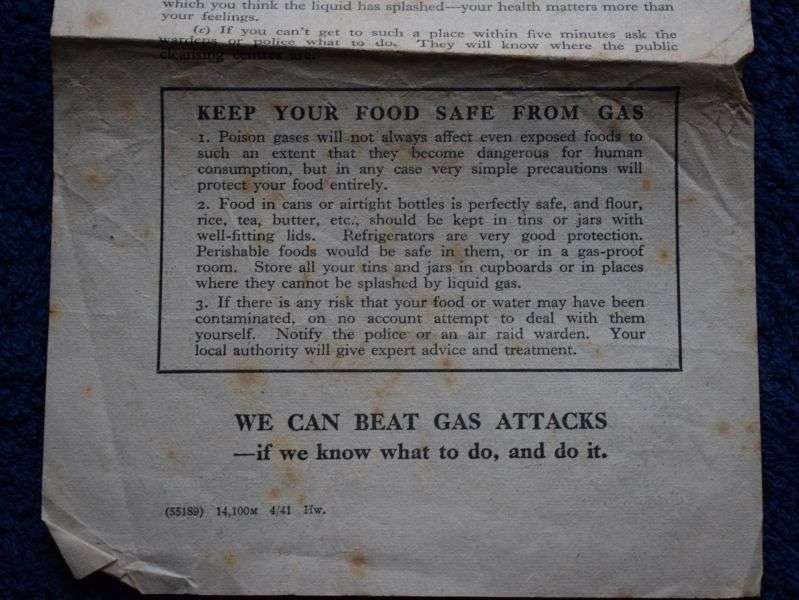 which you think the liquid has splashed—your health matters more than
your feelings.
(c) If you can't get to such a place within five minutes ask the
wardens or police what to do. They will know where the public
cleansing centres are.
KEEP YOUR FOOD SAFE FROM GAS
1. Poison gases will not always affect even exposed foods to
such an extent that they become dangerous for human
consumption, but in any case very simple precautions will
protect your food entirely.
2. Food in cans or airtight bottles is perfectly safe, and flour,
rice, tea, butter, etc., should be kept in tins or jars with
well-fitting lids. Refrigerators are very good protection.
Perishable foods would be safe in them, or in a gas-proof
room. Store all your tins and jars in cupboards or in places
where they cannot be splashed by liquid gas.
3. If there is any risk that your food or water may have been
contaminated, on no account attempt to deal with them
yourself. Notify the police or an air raid warden. Your
local authority will give expert advice and treatment.
WE CAN BEAT GAS ATTACKS
—if we know what to do, and do it.
(55189) 14,100M 4/41 Hw.